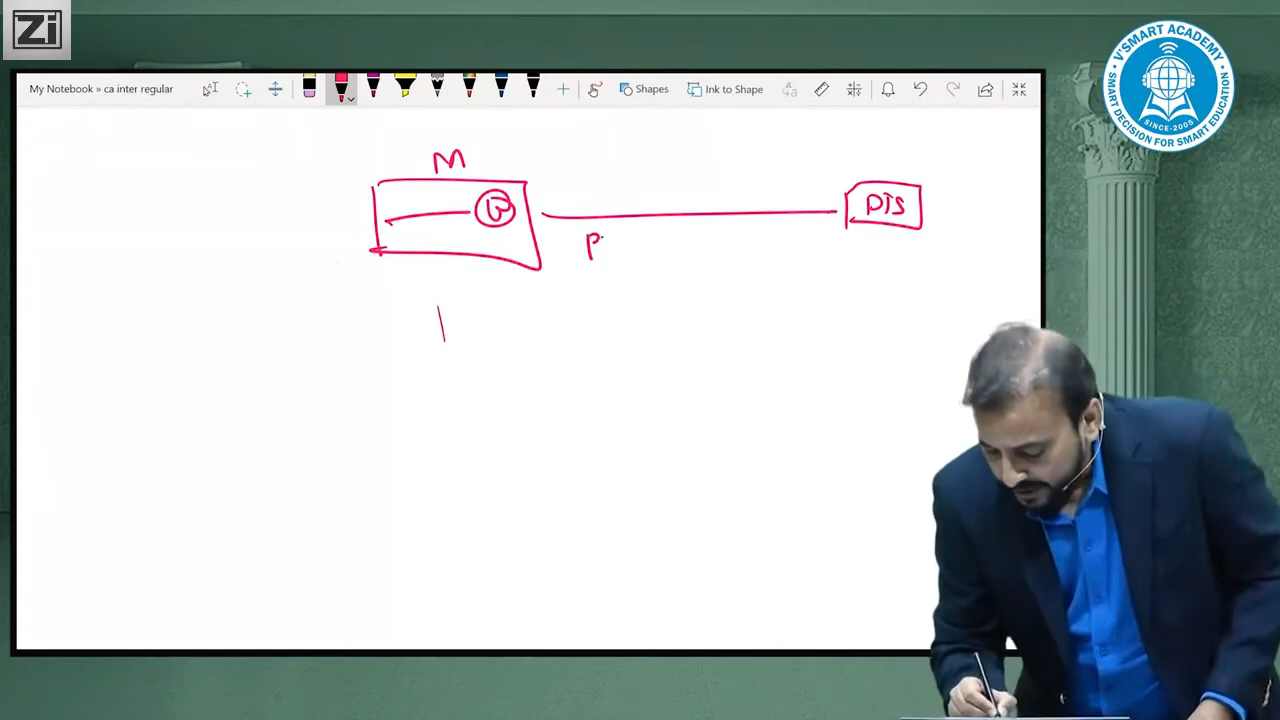 Zi
V'SMART ACADEMY
SMART DECISION FOR SMART EDUCATION
SINCE-2005
My Notebook » ca inter regular
Shapes
Ink to Shape
M
DTS
P